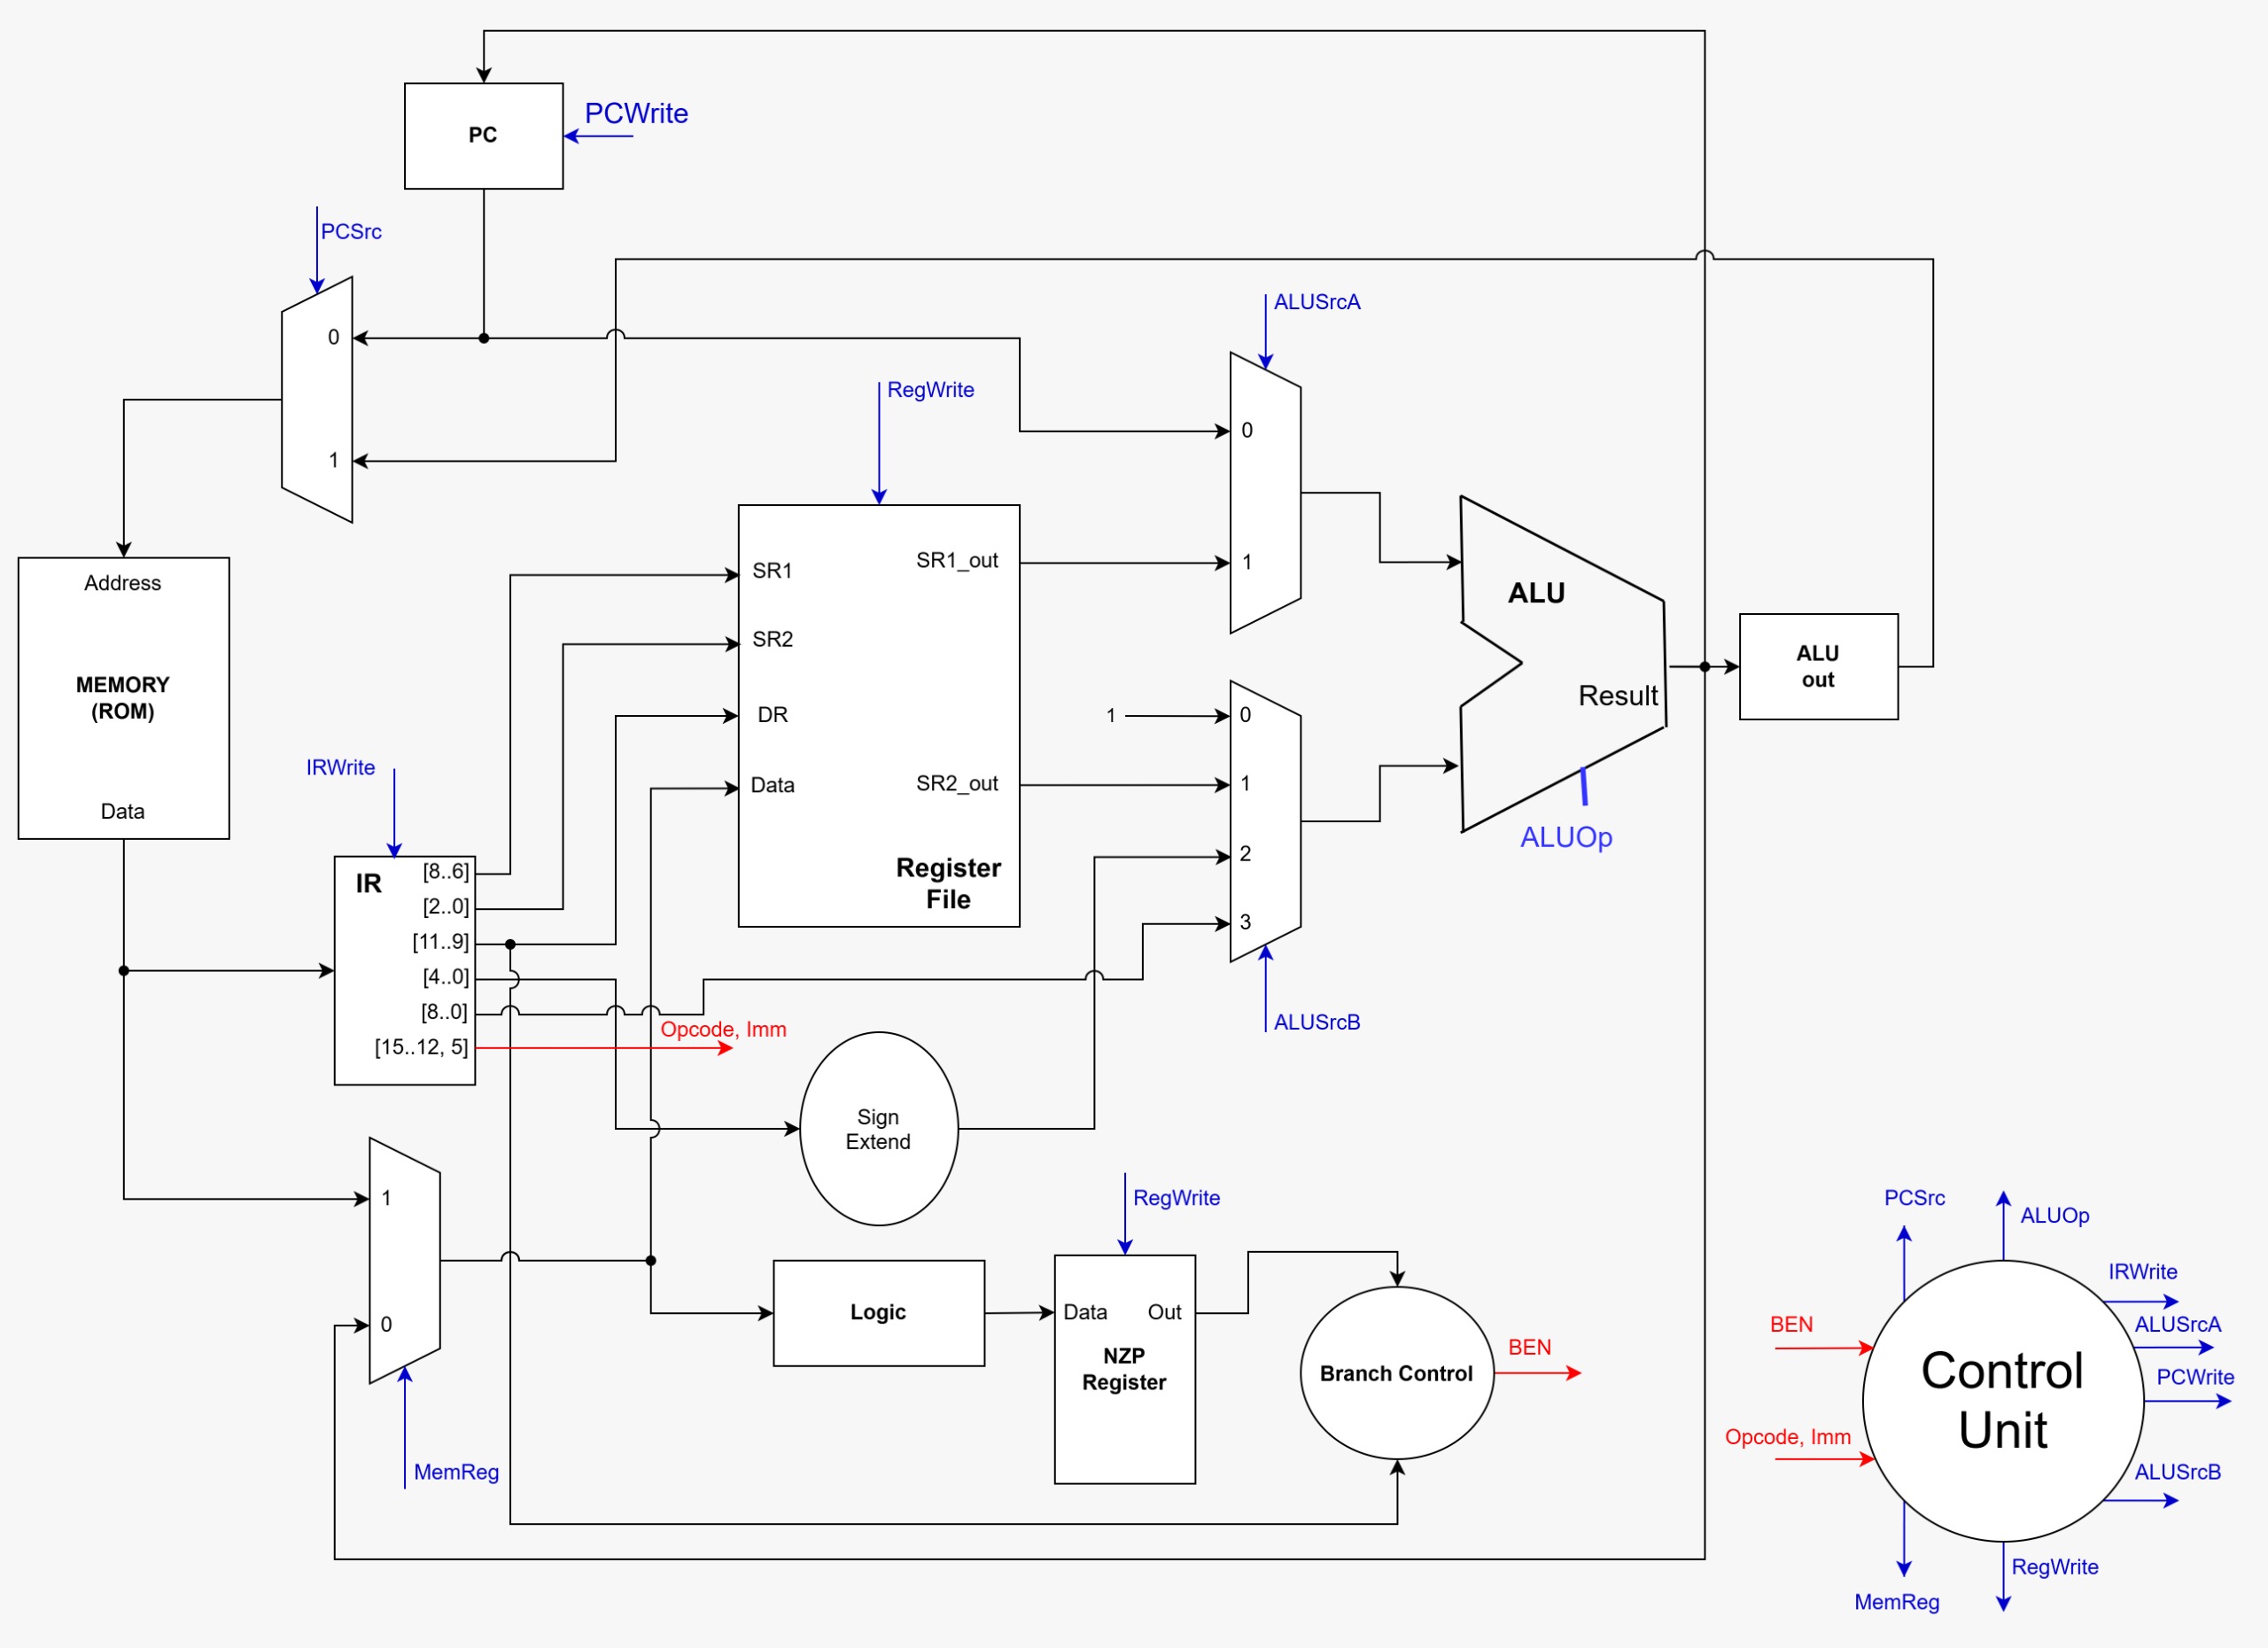 PC
PCWrite
PCSrc
0
1
ALUSrcA
RegWrite
0
1
Address
MEMORY
(ROM)
Data
SR1
SR2
DR
Data
SR1_out
SR2_out
Register
File
ALU
Result
ALUOp
ALU
out
1
0
1
2
3
ALUSrcB
IRWrite
IR
[8..6]
[2..0]
[11..9]
[4..0]
[8..0]
[15..12, 5]
Opcode, Imm
Sign
Extend
1
0
MemReg
Logic
RegWrite
Data
Out
NZP
Register
Branch Control
BEN
PCSrc
ALUOp
IRWrite
ALUSrcA
PCWrite
ALUSrcB
RegWrite
MemReg
BEN
Opcode, Imm
Control
Unit